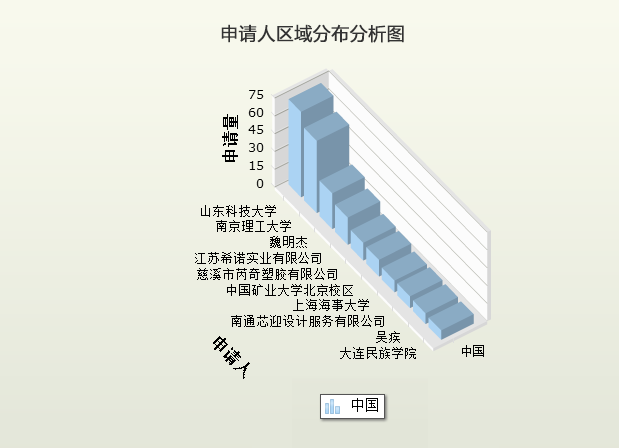 申请人区域分布分析图
75
60
45
30
15
0
申请量
山东科技大学
南京理工大学
魏明杰
江苏希诺实业有限公司
慈溪市芮奇塑胶有限公司
中国矿业大学北京校区
上海海事大学
南通芯迎设计服务有限公司
吴疾
大连民族学院
申请人
中国
中国